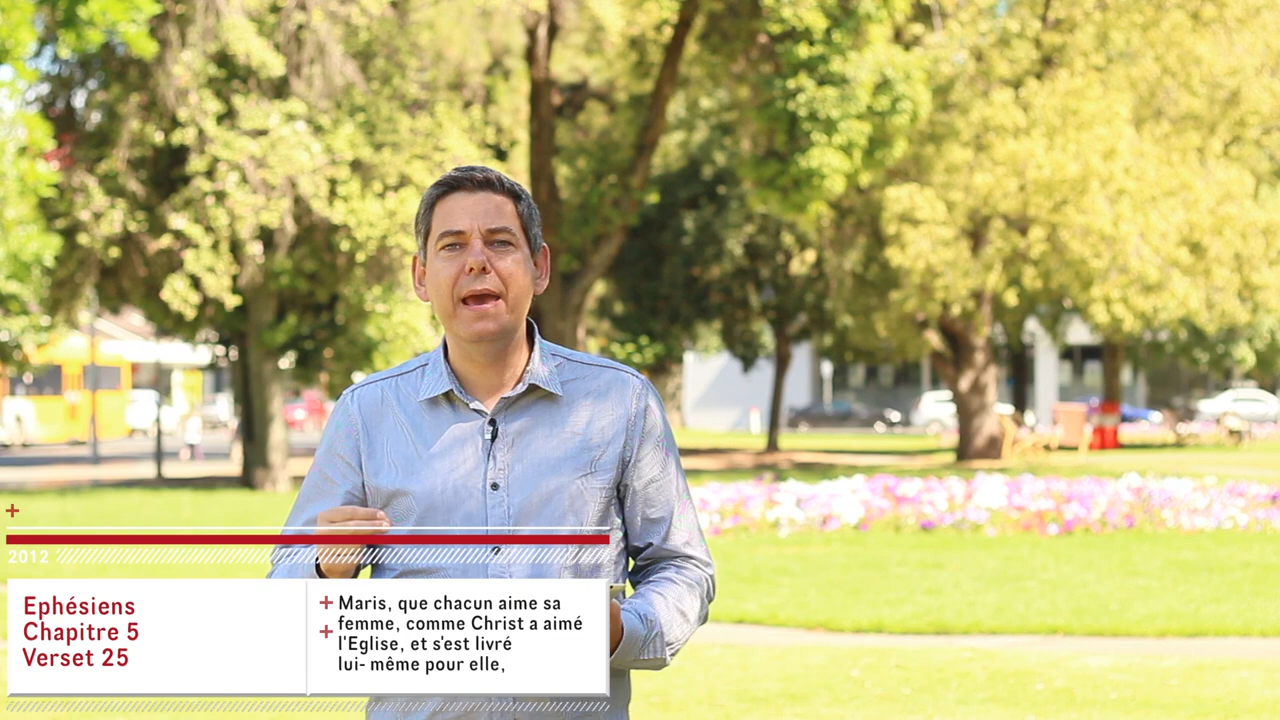 2012
Ephésiens
Chapitre 5
Verset 25
Maris, que chacun aime sa
femme, comme Christ a aimé
l'Eglise, et s'est livré
lui- même pour elle,